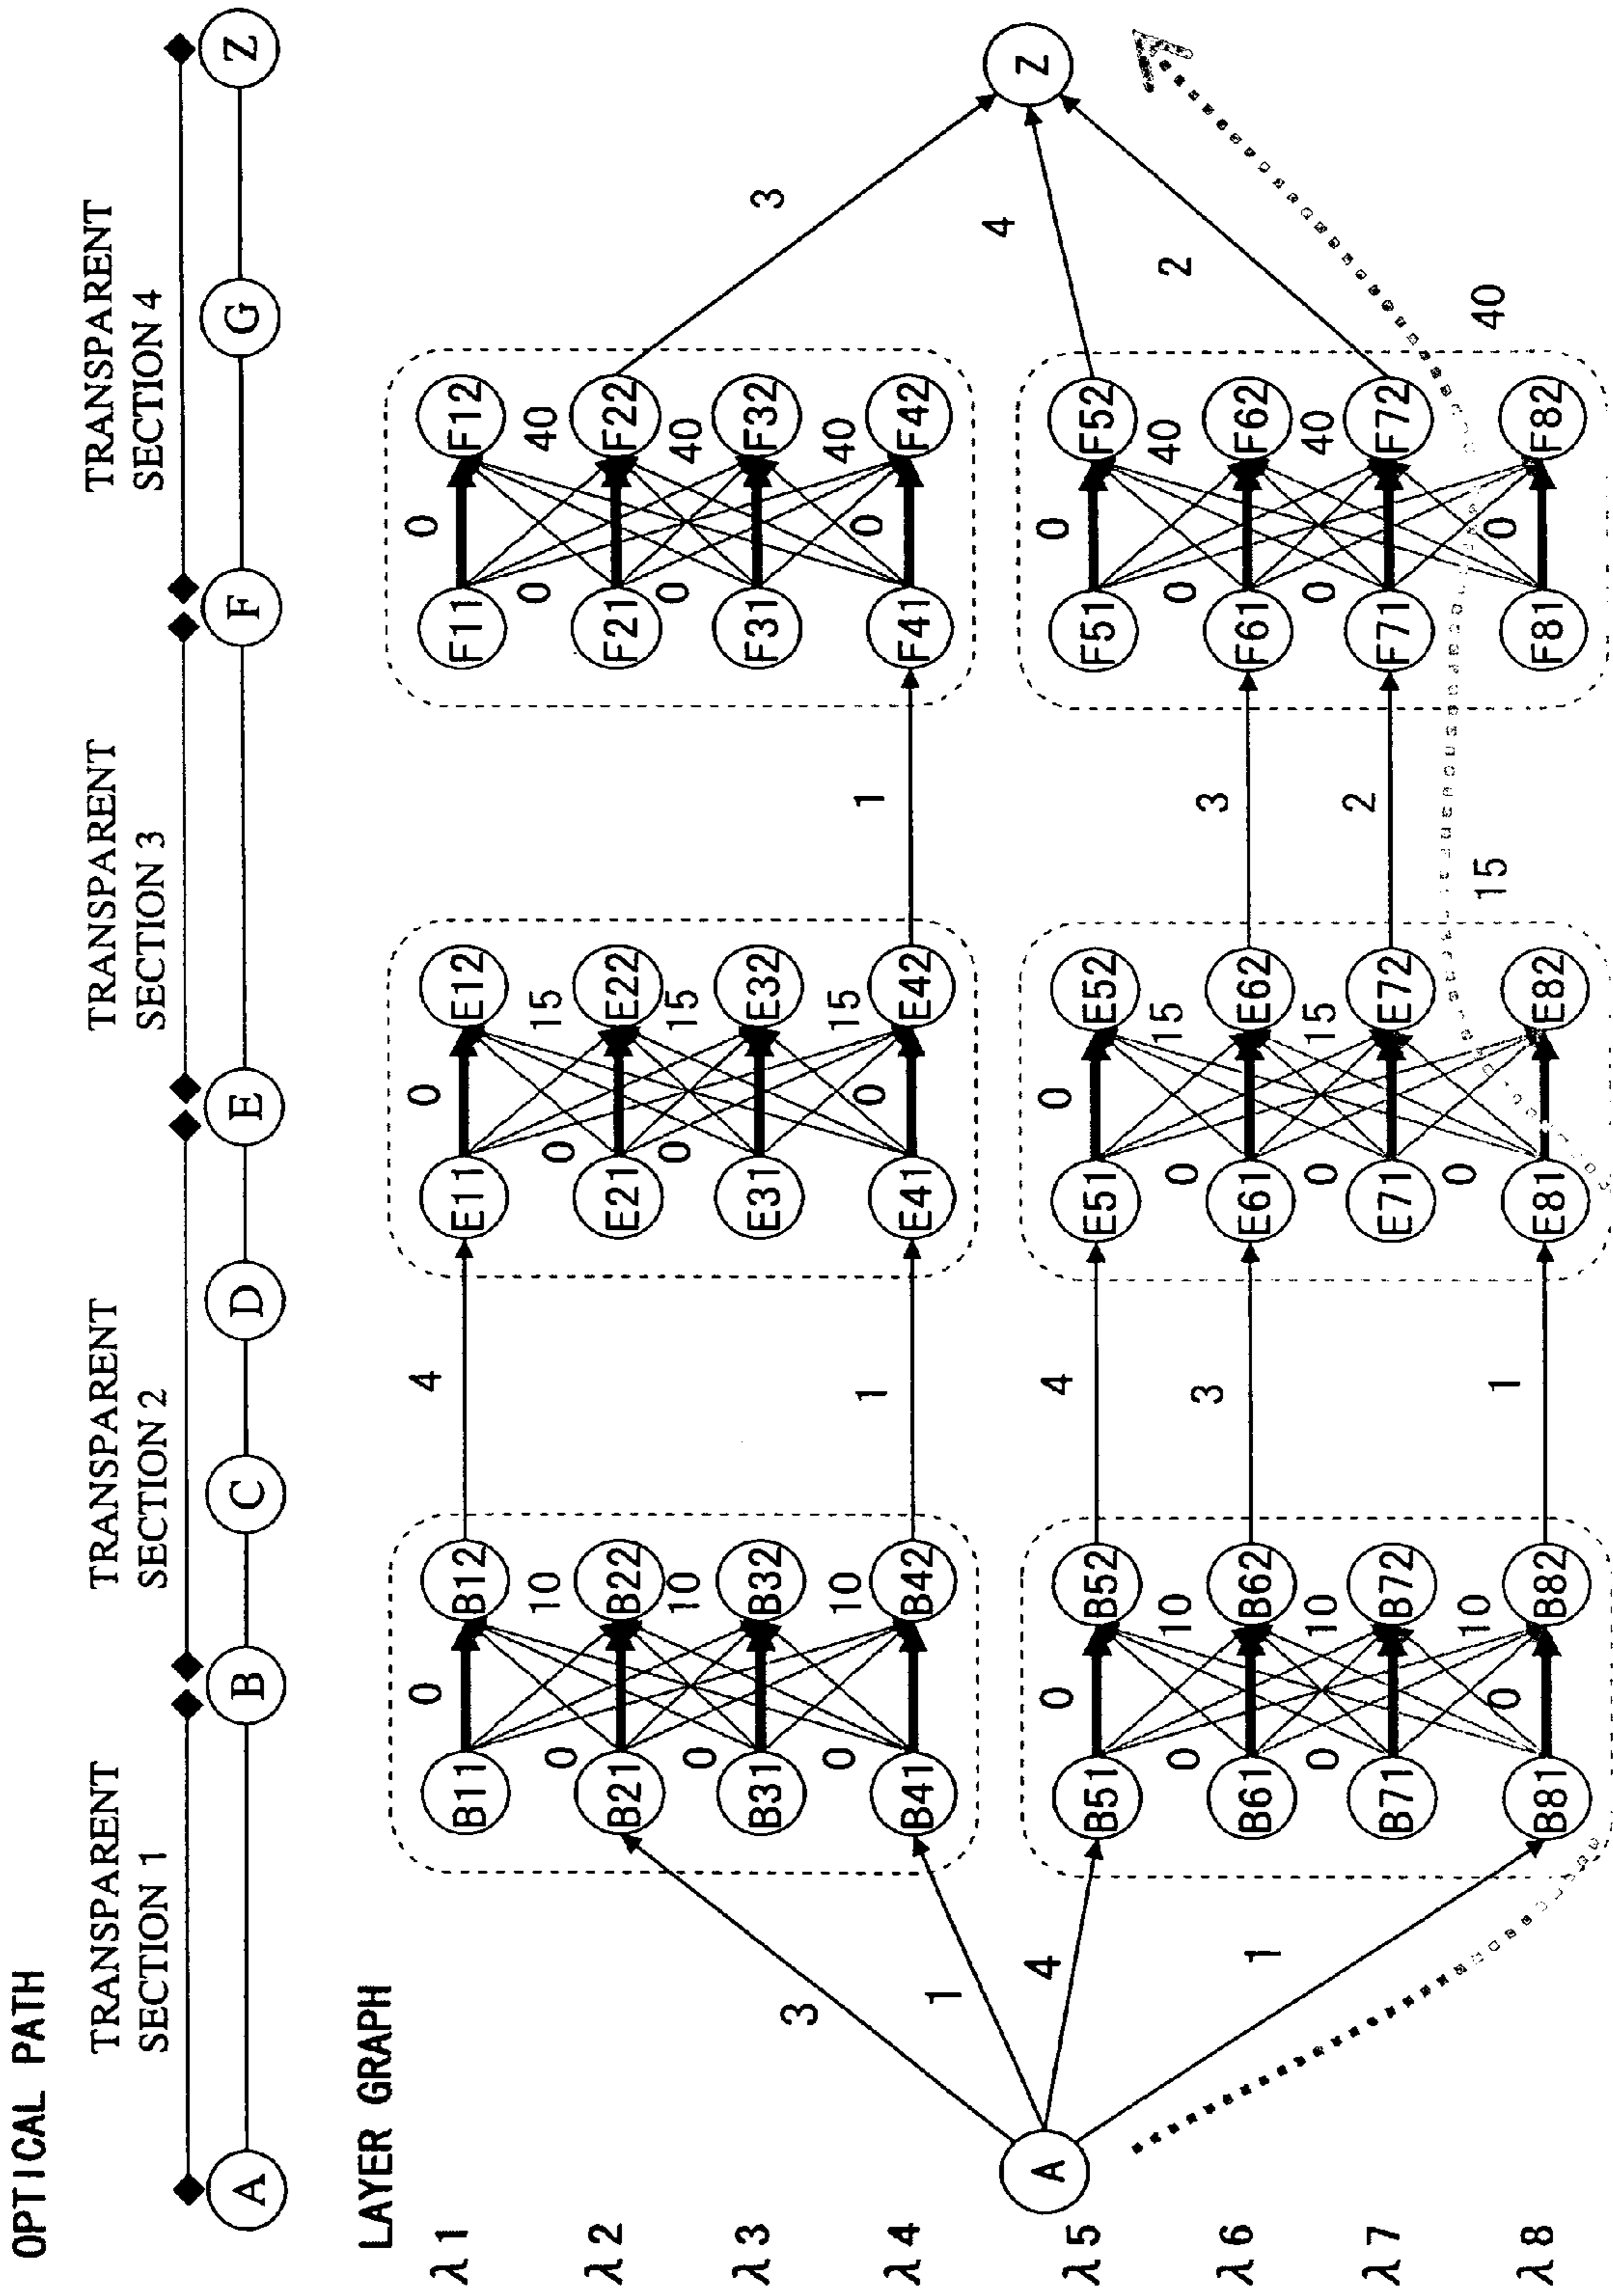 OPTICAL PATH
TRANSPARENT SECTION 1
TRANSPARENT SECTION 2
TRANSPARENT SECTION 3
TRANSPARENT SECTION 4
A B C D E F G Z
LAYER GRAPH
λ1 B11 0 B12 4 E11 0 E12 F11 0 F12
0 10 0 15 0 40
λ2 B21 B22 E21 E22 F21 F22
0 10 0 15 0 40
λ3 B31 B32 E31 E32 F31 F32
3 3
0 10 0 15 0 40
λ4 B41 B42 1 E41 E42 1 F41 F42
1 4
A Z
4 2
λ5 B51 0 B52 4 E51 0 E52 F51 0 F52
0 10 0 15 0 40
λ6 B61 B62 3 E61 E62 3 F61 F62
1
0 10 0 15 0 40
λ7 B71 B72 E71 E72 2 F71 F72
0 10 0 15 0 40
λ8 B81 B82 1 E81 E82 F81 F82